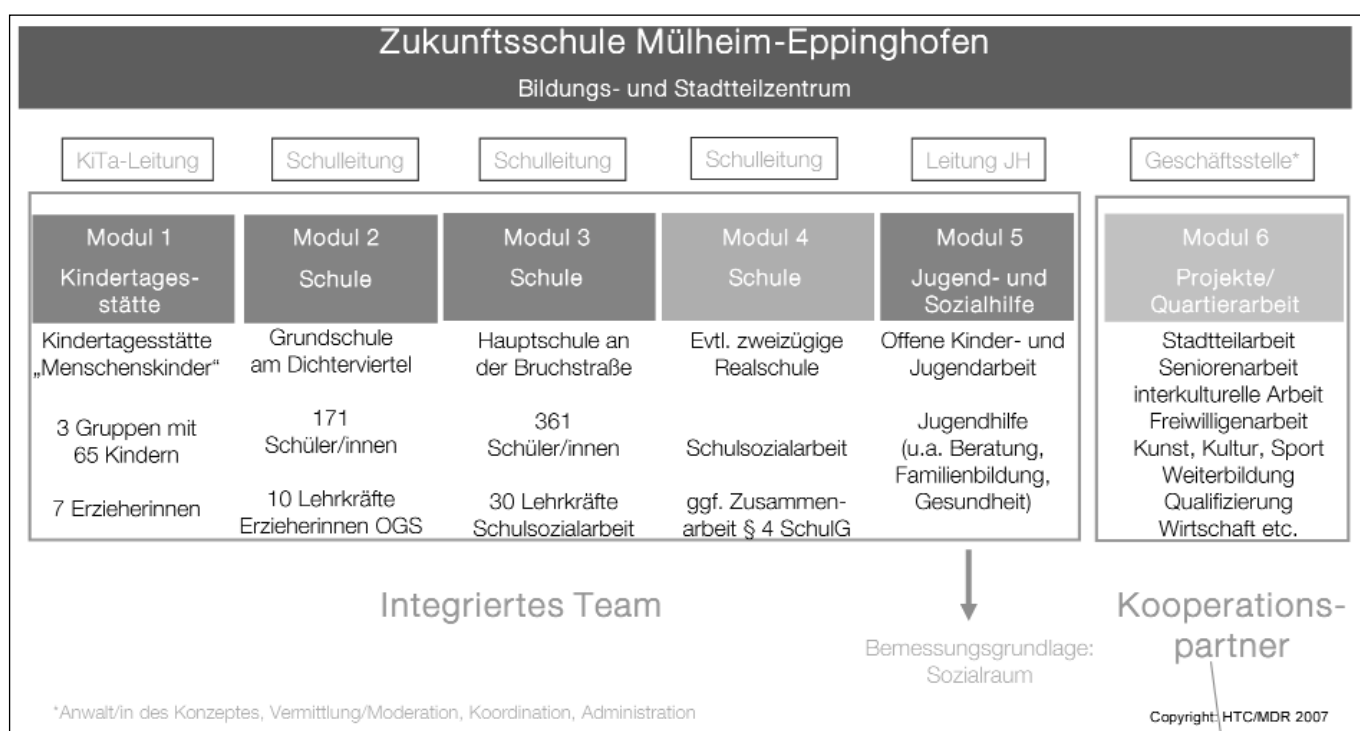 Zukunftsschule Mülheim-Eppinghofen
Bildungs- und Stadtteilzentrum
KiTa-Leitung
Schulleitung
Schulleitung
Schulleitung
Leitung JH
Geschäftsstelle*
Modul 1
Kindertages-
stätte
Kindertagesstätte
„Menschenskinder“
3 Gruppen mit
65 Kindern
7 Erzieherinnen
Modul 2
Schule
Grundschule
am Dichterviertel
171
Schüler/innen
10 Lehrkräfte
Erzieherinnen OGS
Modul 3
Schule
Hauptschule an
der Bruchstraße
361
Schüler/innen
30 Lehrkräfte
Schulsozialarbeit
Modul 4
Schule
Evtl. zweizügige
Realschule
Schulsozialarbeit
ggf. Zusammen-
arbeit § 4 SchulG
Modul 5
Jugend- und
Sozialhilfe
Offene Kinder- und
Jugendarbeit
Jugendhilfe
(u.a. Beratung,
Familienbildung,
Gesundheit)
Modul 6
Projekte/
Quartierarbeit
Stadtteilarbeit
Seniorenarbeit
interkulturelle Arbeit
Freiwilligenarbeit
Kunst, Kultur, Sport
Weiterbildung
Qualifizierung
Wirtschaft etc.
Integriertes Team
Kooperations-
partner
Bemessungsgrundlage:
Sozialraum
*Anwalt/in des Konzeptes, Vermittlung/Moderation, Koordination, Administration
Copyright: HTC/MDR 2007